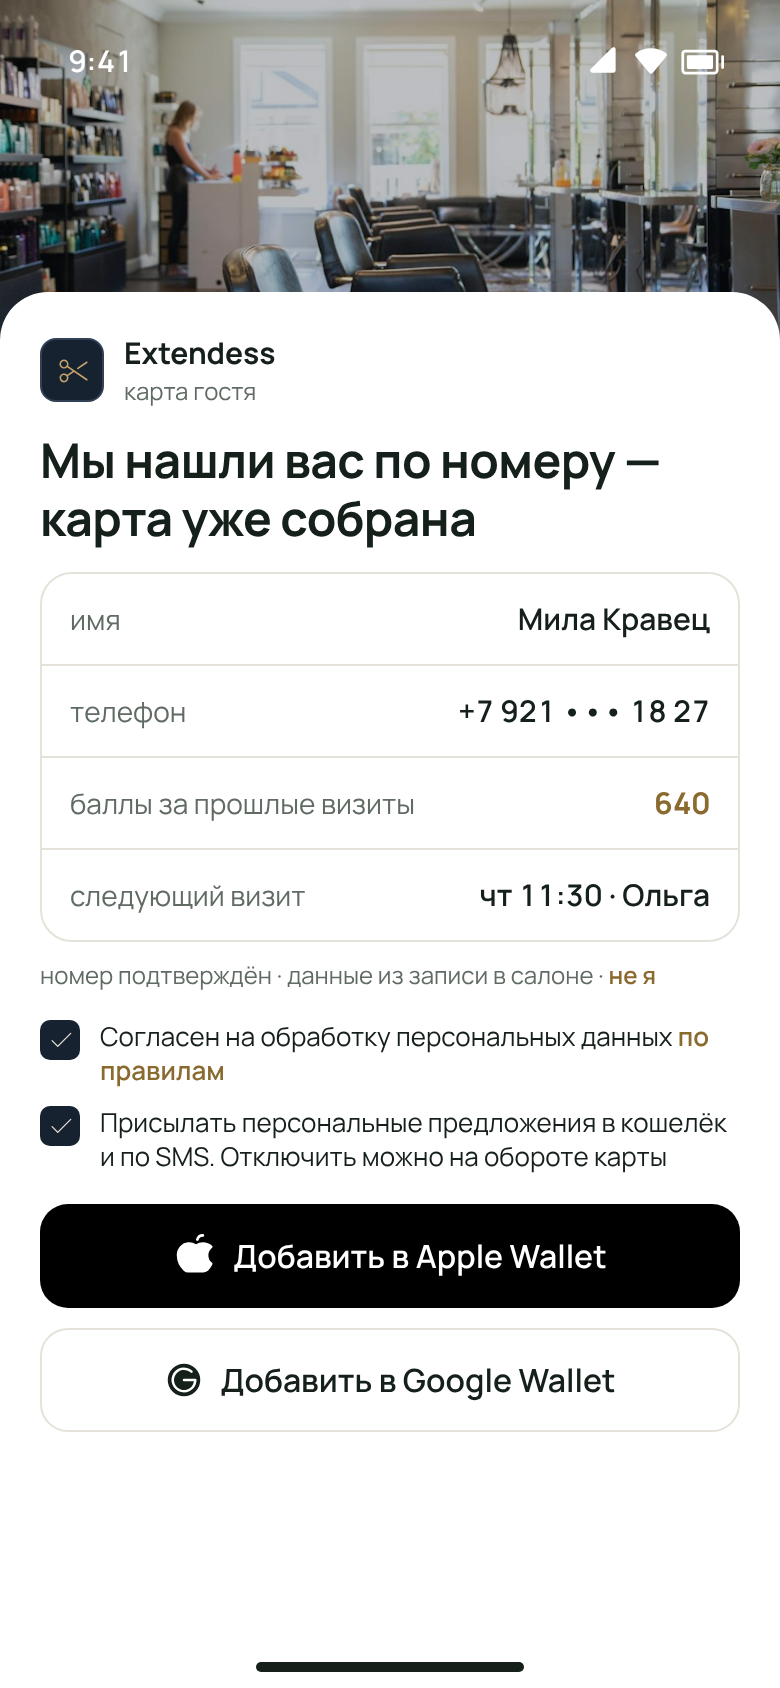 9:41
Extendess
карта гостя
Мы нашли вас по номеру —
карта уже собрана
имя Мила Кравец
телефон +7 921 • • • 18 27
баллы за прошлые визиты 640
следующий визит чт 11:30 · Ольга
номер подтверждён · данные из записи в салоне · не я
Согласен на обработку персональных данных по
правилам
Присылать персональные предложения в кошелёк
и по SMS. Отключить можно на обороте карты
Добавить в Apple Wallet
Добавить в Google Wallet